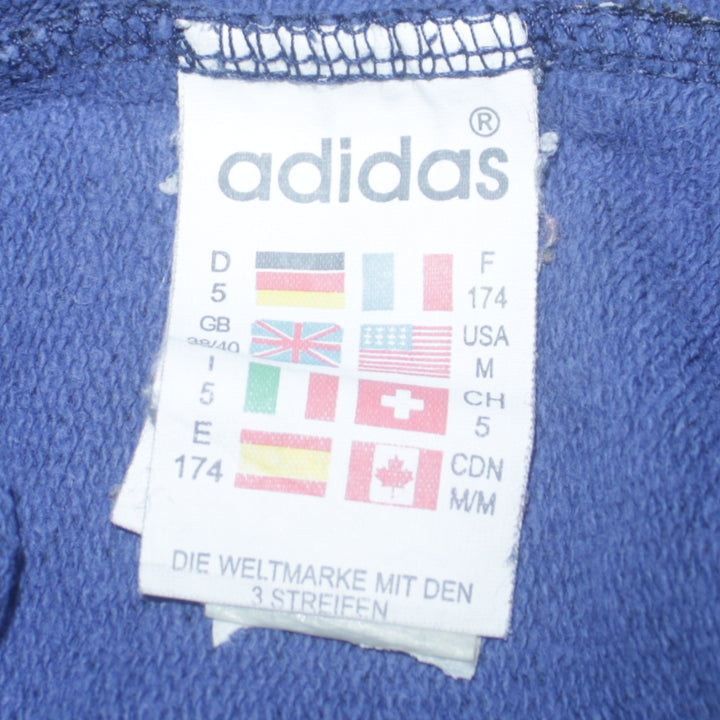 ®
adidas
D F
5 174
GB USA
38/40 M
I CH
5 5
E CDN
174 M/M
DIE WELTMARKE MIT DEN
3 STREIFEN